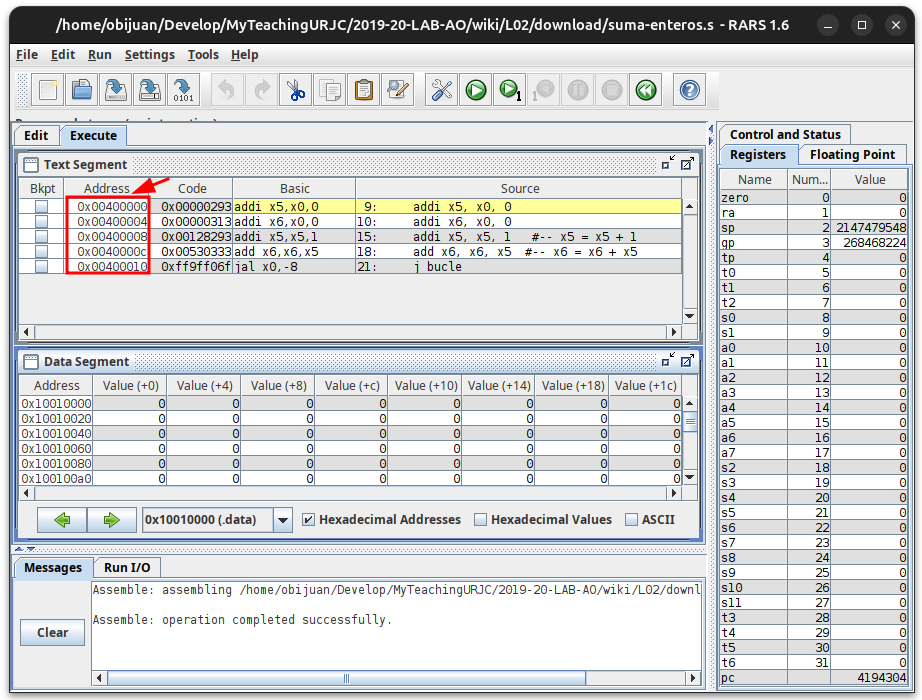 /home/obijuan/Develop/MyTeachingURJC/2019-20-LAB-AO/wiki/L02/download/suma-enteros.s - RARS 1.6
File Edit Run Settings Tools Help
Edit Execute
Text Segment
Bkpt Address Code Basic Source
0x00400000 0x00000293 addi x5,x0,0 9: addi x5, x0, 0
0x00400004 0x00000313 addi x6,x0,0 10: addi x6, x0, 0
0x00400008 0x00128293 addi x5,x5,1 15: addi x5, x5, 1 #-- x5 = x5 + 1
0x0040000c 0x00530333 add x6,x6,x5 18: add x6, x6, x5 #-- x6 = x6 + x5
0x00400010 0xff9ff06f jal x0,-8 21: j bucle
Data Segment
Address Value (+0) Value (+4) Value (+8) Value (+c) Value (+10) Value (+14) Value (+18) Value (+1c)
0x10010000 0 0 0 0 0 0 0 0
0x10010020 0 0 0 0 0 0 0 0
0x10010040 0 0 0 0 0 0 0 0
0x10010060 0 0 0 0 0 0 0 0
0x10010080 0 0 0 0 0 0 0 0
0x100100a0 0 0 0 0 0 0 0 0
0x10010000 (.data) Hexadecimal Addresses Hexadecimal Values ASCII
Messages Run I/O
Assemble: assembling /home/obijuan/Develop/MyTeachingURJC/2019-20-LAB-AO/wiki/L02/downl
Assemble: operation completed successfully.
Clear
Control and Status
Registers Floating Point
Name Num... Value
zero 0 0
ra 1 0
sp 2 2147479548
gp 3 268468224
tp 4 0
t0 5 0
t1 6 0
t2 7 0
s0 8 0
s1 9 0
a0 10 0
a1 11 0
a2 12 0
a3 13 0
a4 14 0
a5 15 0
a6 16 0
a7 17 0
s2 18 0
s3 19 0
s4 20 0
s5 21 0
s6 22 0
s7 23 0
s8 24 0
s9 25 0
s10 26 0
s11 27 0
t3 28 0
t4 29 0
t5 30 0
t6 31 0
pc 4194304